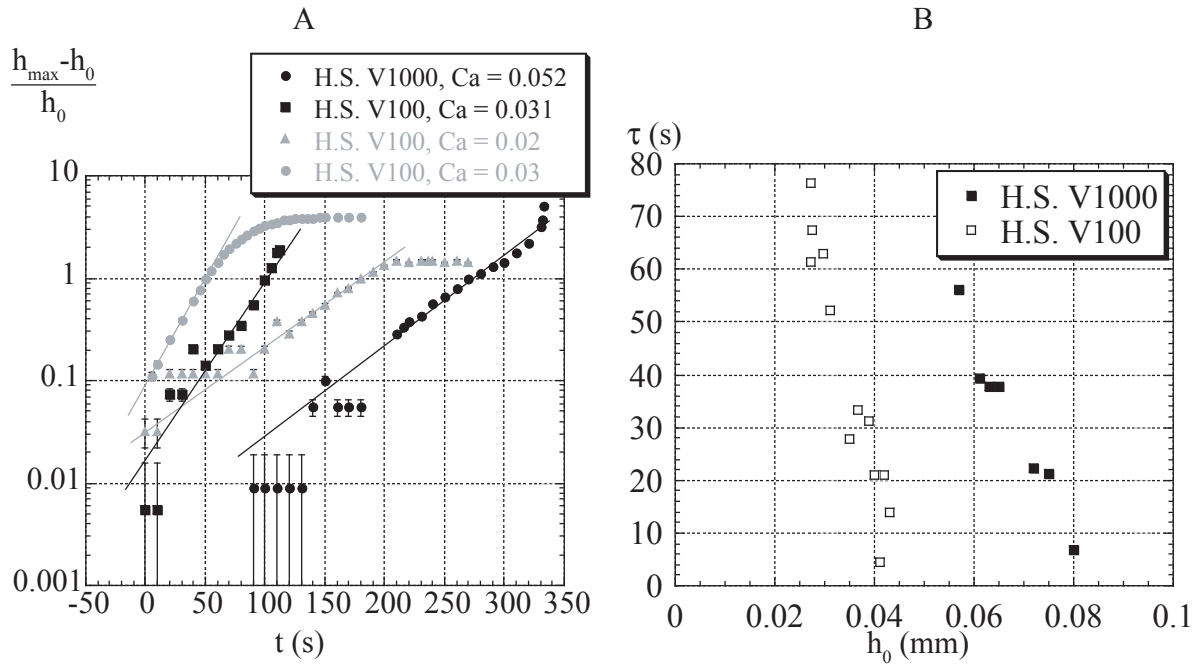 A
h_max-h_0
h_0
H.S. V1000, Ca = 0.052
H.S. V100, Ca = 0.031
H.S. V100, Ca = 0.02
H.S. V100, Ca = 0.03
10
1
0.1
0.01
0.001
-50 0 50 100 150 200 250 300 350
t (s)
B
τ (s)
H.S. V1000
H.S. V100
80
70
60
50
40
30
20
10
0
0 0.02 0.04 0.06 0.08 0.1
h_0 (mm)